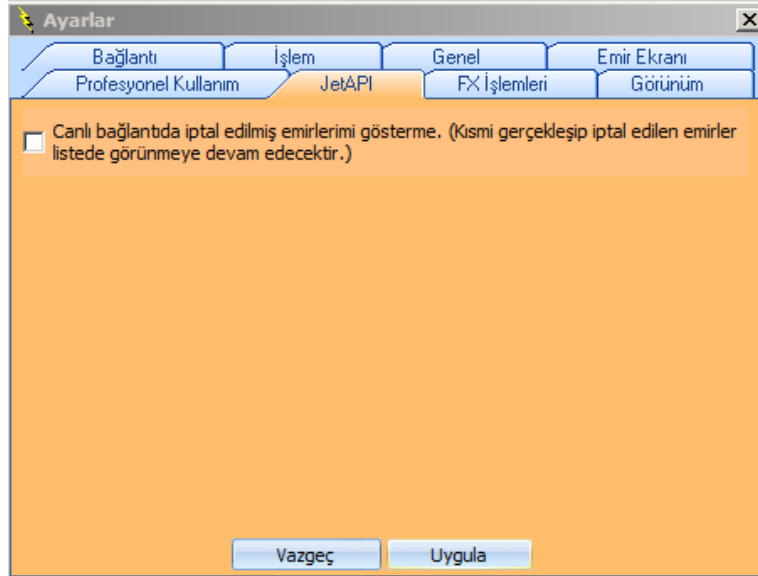 Ayarlar
Bağlantı İşlem Genel Emir Ekranı
Profesyonel Kullanım JetAPI FX İşlemleri Görünüm
Canlı bağlantıda iptal edilmiş emirlerimi gösterme. (Kısmi gerçekleşip iptal edilen emirler
listede görünmeye devam edecektir.)
Vazgeç Uygula